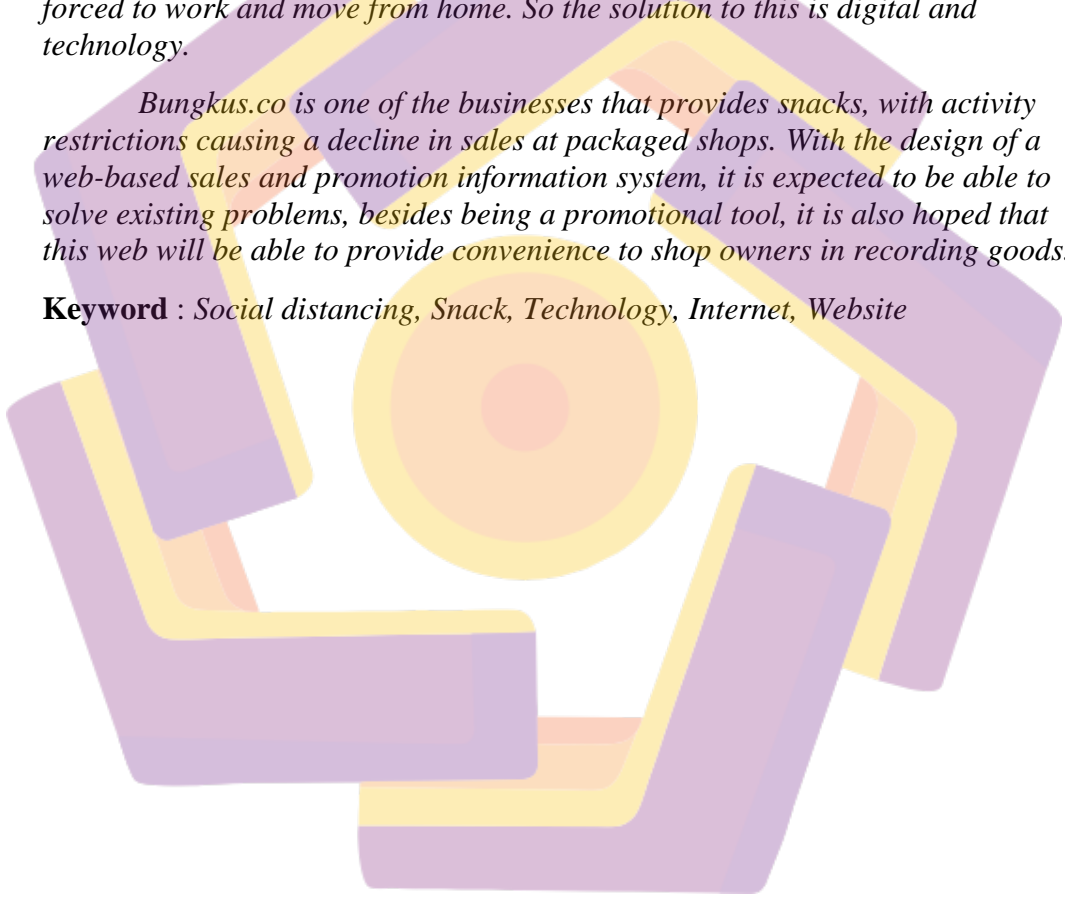 forced to work and move from home. So the solution to this is digital and
technology.
Bungkus.co is one of the businesses that provides snacks, with activity
restrictions causing a decline in sales at packaged shops. With the design of a
web-based sales and promotion information system, it is expected to be able to
solve existing problems, besides being a promotional tool, it is also hoped that
this web will be able to provide convenience to shop owners in recording goods.
Keyword : Social distancing, Snack, Technology, Internet, Website